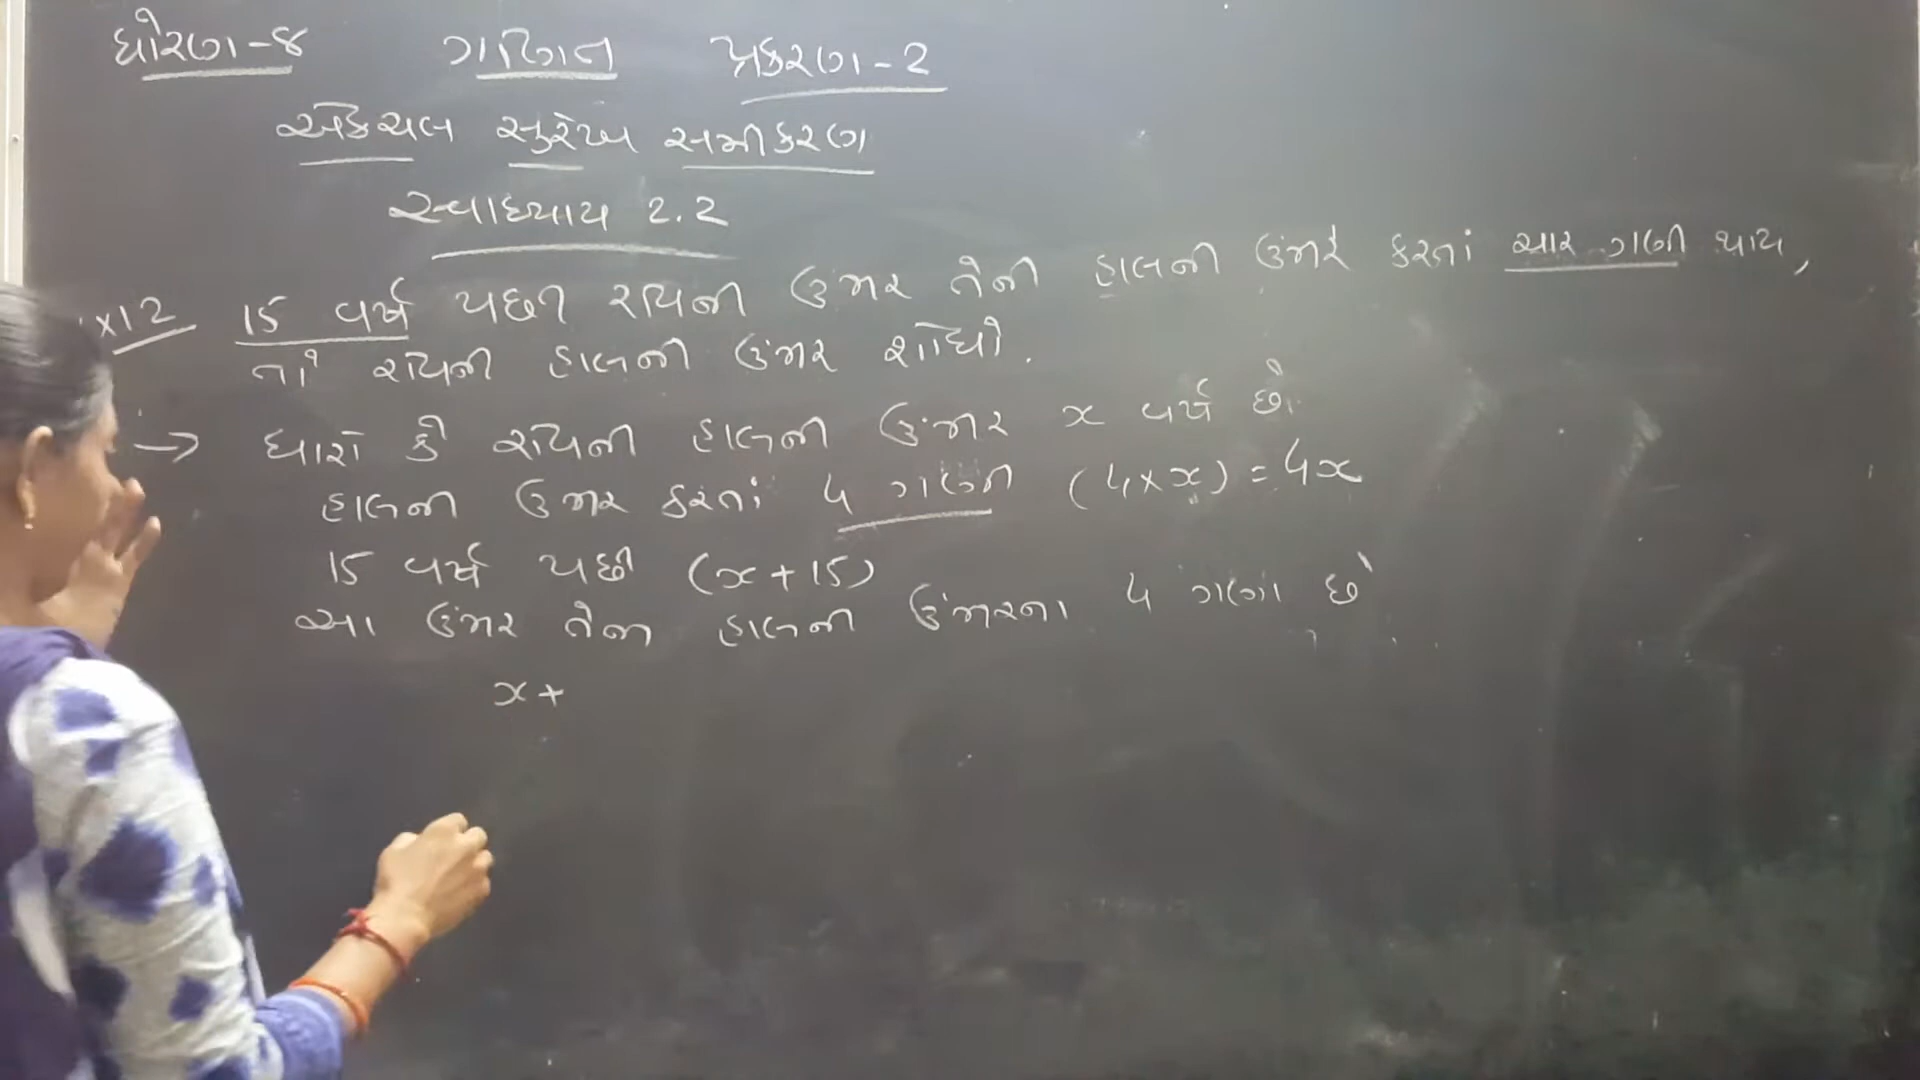 ધોરણ-૪ ગણિત પ્રકરણ-2
એકચલ સુરેખ સમીકરણ
સ્વાધ્યાય 2.2
x12 15 વર્ષ પછી રવિની ઉંમર તેની હાલની ઉંમર કરતાં ચાર ગણી થાય,
તો રવિની હાલની ઉંમર શોધો.
→ ધારો કે રવિની હાલની ઉંમર x વર્ષ છે.
હાલની ઉંમર કરતાં 4 ગણી (4×x) = 4x
15 વર્ષ પછી (x+15)
આ ઉંમર તેની હાલની ઉંમરના 4 ગણા છે
x+